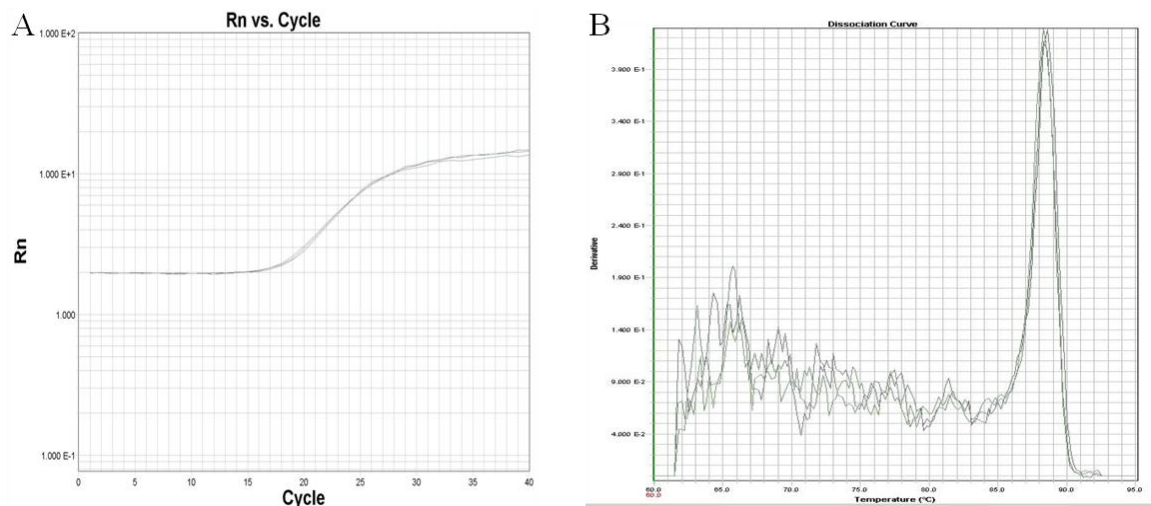 A
Rn vs. Cycle
1.000 E+2
1.000 E+1
1.000
1.000 E-1
Rn
0 5 10 15 20 25 30 35 40
Cycle
B
Dissociation Curve
3.900 E-1
3.400 E-1
2.900 E-1
2.400 E-1
1.900 E-1
1.400 E-1
9.000 E-2
4.000 E-2
Derivative
60.0 65.0 70.0 75.0 80.0 85.0 90.0 95.0
60.0
Temperature (°C)